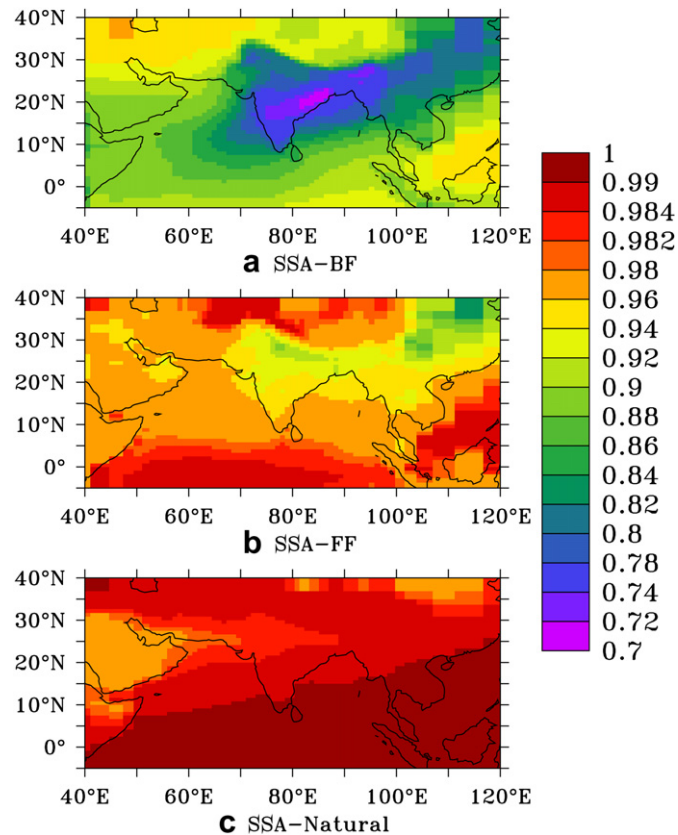 40°N
30°N
20°N
10°N
0°
40°E 60°E 80°E 100°E 120°E
a SSA-BF
40°N
30°N
20°N
10°N
0°
40°E 60°E 80°E 100°E 120°E
b SSA-FF
40°N
30°N
20°N
10°N
0°
40°E 60°E 80°E 100°E 120°E
c SSA-Natural
1
0.99
0.984
0.982
0.98
0.96
0.94
0.92
0.9
0.88
0.86
0.84
0.82
0.8
0.78
0.74
0.72
0.7